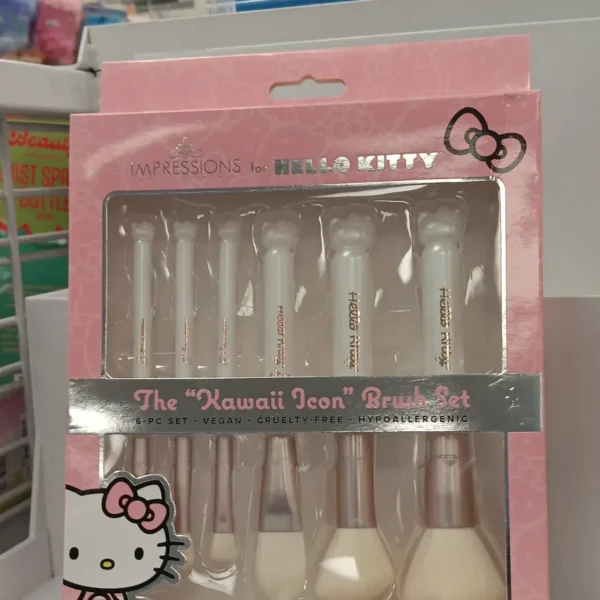 IMPRESSIONS for HELLO KITTY
Hello Kitty
Hello Kitty
Hello Kitty
The "Kawaii Icon" Brush Set
6-PC SET • VEGAN • CRUELTY-FREE • HYPOALLERGENIC